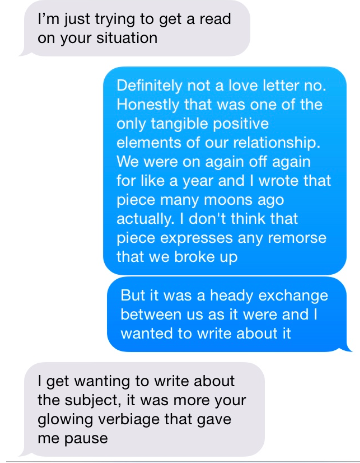 I'm just trying to get a read
on your situation
Definitely not a love letter no.
Honestly that was one of the
only tangible positive
elements of our relationship.
We were on again off again
for like a year and I wrote that
piece many moons ago
actually. I don't think that
piece expresses any remorse
that we broke up
But it was a heady exchange
between us as it were and I
wanted to write about it
I get wanting to write about
the subject, it was more your
glowing verbiage that gave
me pause